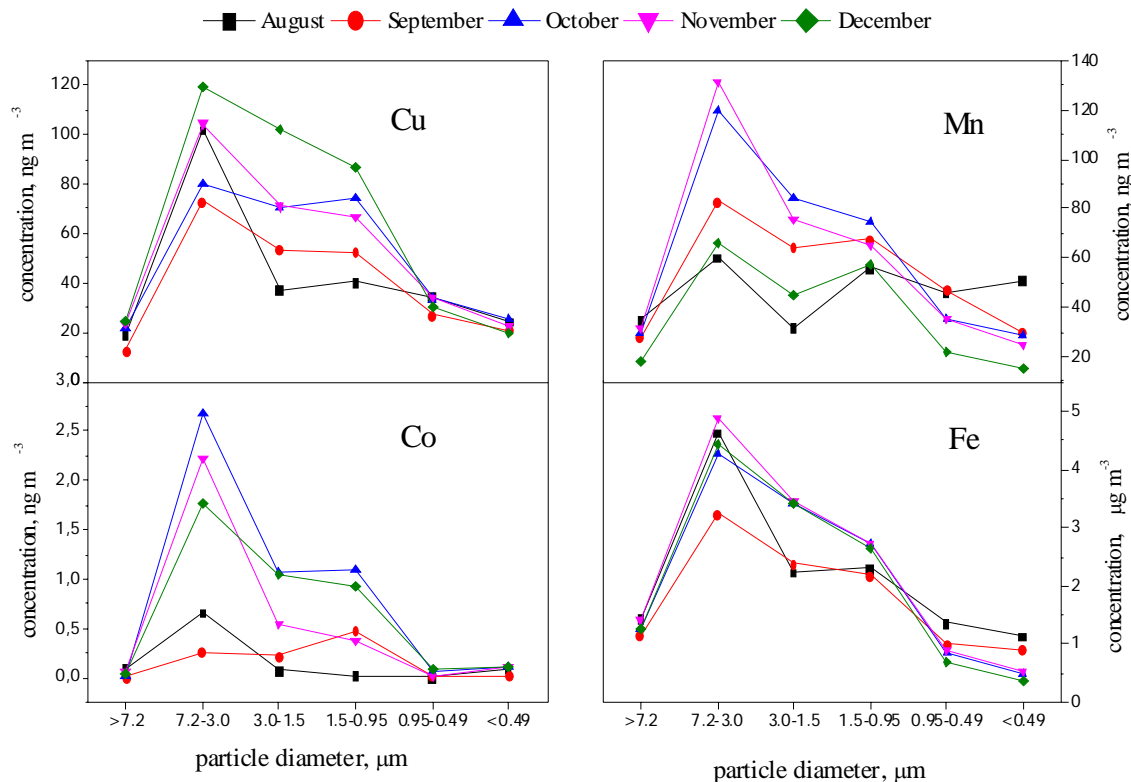 August September October November December
Cu
concentration, ng m -3
120
100
80
60
40
20
Mn
concentration, ng m -3
140
120
100
80
60
40
20
Co
concentration, ng m -3
3,0
2,5
2,0
1,5
1,0
0,5
0,0
>7.2 7.2-3.0 3.0-1.5 1.5-0.95 0.95-0.49 <0.49
particle diameter, μm
Fe
concentration, μg m -3
5
4
3
2
1
0
>7.2 7.2-3.0 3.0-1.5 1.5-0.95 0.95-0.49 <0.49
particle diameter, μm